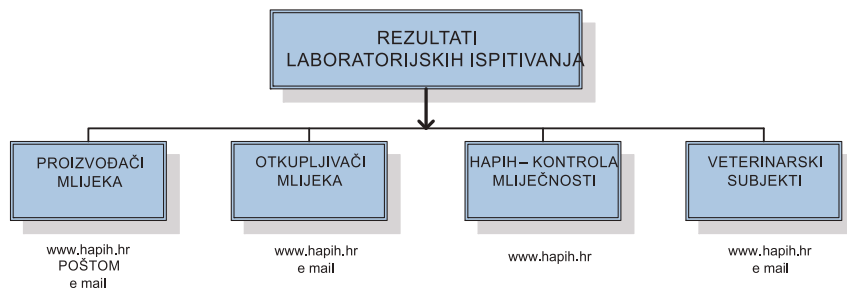 REZULTATI
LABORATORIJSKIH ISPITIVANJA
PROIZVOĐAČI
MLIJEKA
www.hapih.hr
POŠTOM
e mail
OTKUPLJIVAČI
MLIJEKA
www.hapih.hr
e mail
HAPIH – KONTROLA
MLIJEČNOSTI
www.hapih.hr
VETERINARSKI
SUBJEKTI
www.hapih.hr
e mail